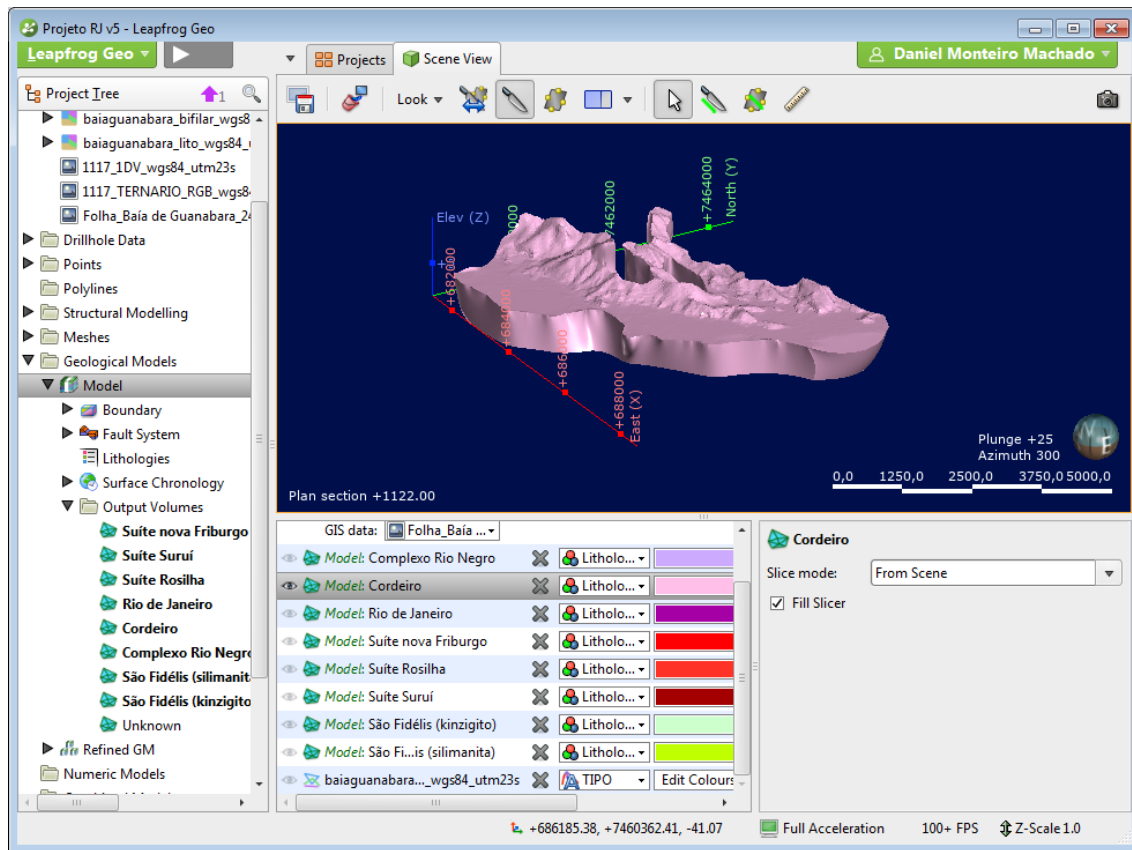 Projeto RJ v5 - Leapfrog Geo
Leapfrog Geo
Projects
Scene View
Daniel Monteiro Machado
Project Tree
1
Look
baiaguanabara_bifilar_wgs8
baiaguanabara_lito_wgs84_
1117_1DV_wgs84_utm23s
1117_TERNARIO_RGB_wgs8
Folha_Baía de Guanabara_24
Drillhole Data
Points
Polylines
Structural Modelling
Meshes
Geological Models
Model
Boundary
Fault System
Lithologies
Surface Chronology
Output Volumes
Suíte nova Friburgo
Suíte Suruí
Suíte Rosilha
Rio de Janeiro
Cordeiro
Complexo Rio Negro
São Fidélis (silimanit
São Fidélis (kinzigito
Unknown
Refined GM
Numeric Models
Elev (Z)
+682000
+684000
+686000
+688000
East (X)
7462000
+7464000
North (Y)
Plunge +25
Azimuth 300
0,0 1250,0 2500,0 3750,0 5000,0
Plan section +1122.00
GIS data: Folha_Baía ...
Model: Complexo Rio Negro Litholo...
Model: Cordeiro Litholo...
Model: Rio de Janeiro Litholo...
Model: Suíte nova Friburgo Litholo...
Model: Suíte Rosilha Litholo...
Model: Suíte Suruí Litholo...
Model: São Fidélis (kinzigito) Litholo...
Model: São Fi...is (silimanita) Litholo...
baiaguanabara..._wgs84_utm23s TIPO Edit Colours
Cordeiro
Slice mode: From Scene
Fill Slicer
+686185.38, +7460362.41, -41.07
Full Acceleration
100+ FPS
Z-Scale 1.0